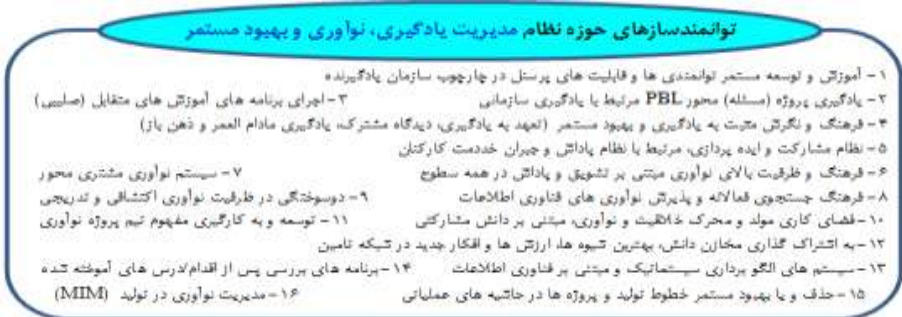 توانمندسازهای حوزه نظام مدیریت یادگیری، نوآوری و بهبود مستمر
۱- آموزش و توسعه مستمر توانمندی ها و قابلیت های پرسنل در چارچوب سازمان یادگیرنده
۲- یادگیری پروژه (مسئله) محور PBL مرتبط با یادگیری سازمانی ۳- اجرای برنامه های آموزش های متقابل (صلیبی)
۴- فرهنگ و نگرش مثبت به یادگیری و بهبود مستمر (تعهد به یادگیری، دیدگاه مشترک، یادگیری مادام العمر و ذهن باز)
۵- نظام مشارکت و ایده پردازی، مرتبط با نظام پاداش و جبران خددمت کارکنان
۶- فرهنگ و ظرفیت بالای نوآوری مبتنی بر تشویق و پاداش در همه سطوح ۷- سیستم نوآوری مشتری محور
۸- فرهنگ جستجوی فعالانه و پذیرش نوآوری های فناوری اطلاعات ۹- دوسوختگی در ظرفیت نوآوری اکتشافی و تدریجی
۱۰- فضای کاری مولد و محرک خلاقیت و نوآوری، مبتنی بر دانش مشارکتی ۱۱- توسعه و به کارگیری مفهوم تیم پروژه نوآوری
۱۲- به اشتراک گذاری مخازن دانش، بهترین شیوه ها، ارزش ها و افکار جدید در شبکه تامین
۱۳- سیستم های الگو برداری سیستماتیک و مبتنی بر فناوری اطلاعات ۱۴- برنامه های بررسی پس از اقدام/درس های آموخته شده
۱۵- حذف و یا بهبود مستمر خطوط تولید و پروژه ها در حاشیه های عملیاتی ۱۶- مدیریت نوآوری در تولید (MIM)